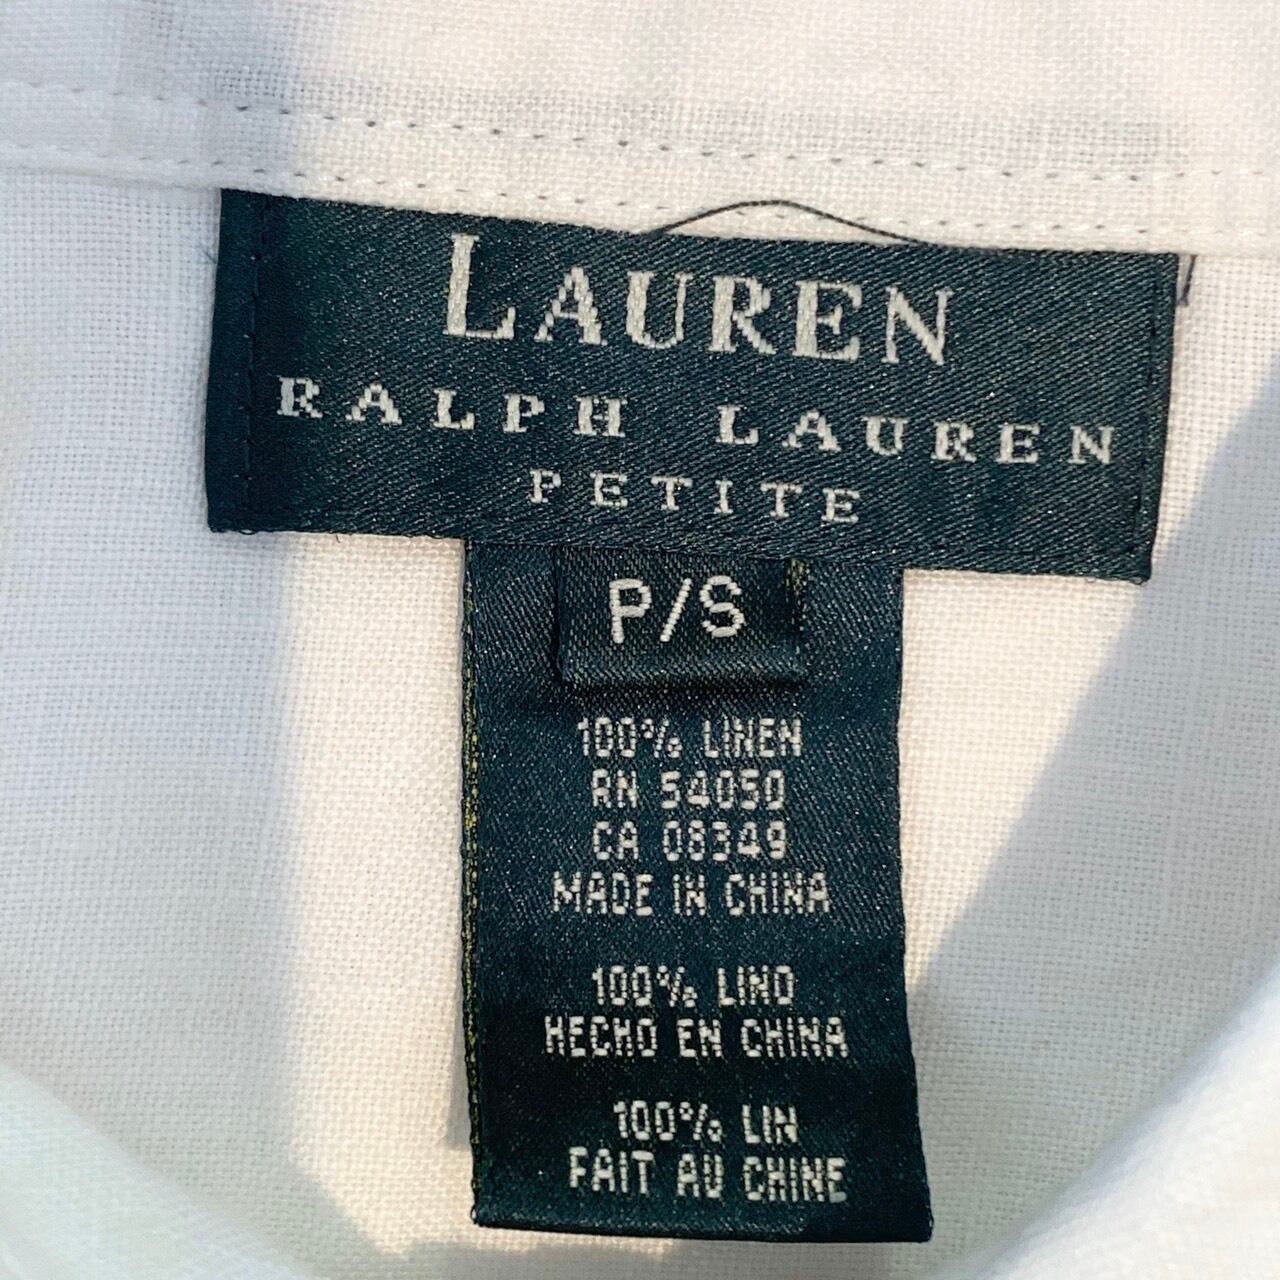 LAUREN
RALPH LAUREN
PETITE
P/S
100% LINEN
RN 54050
CA 08349
MADE IN CHINA
100% LINO
HECHO EN CHINA
100% LIN
FAIT AU CHINE